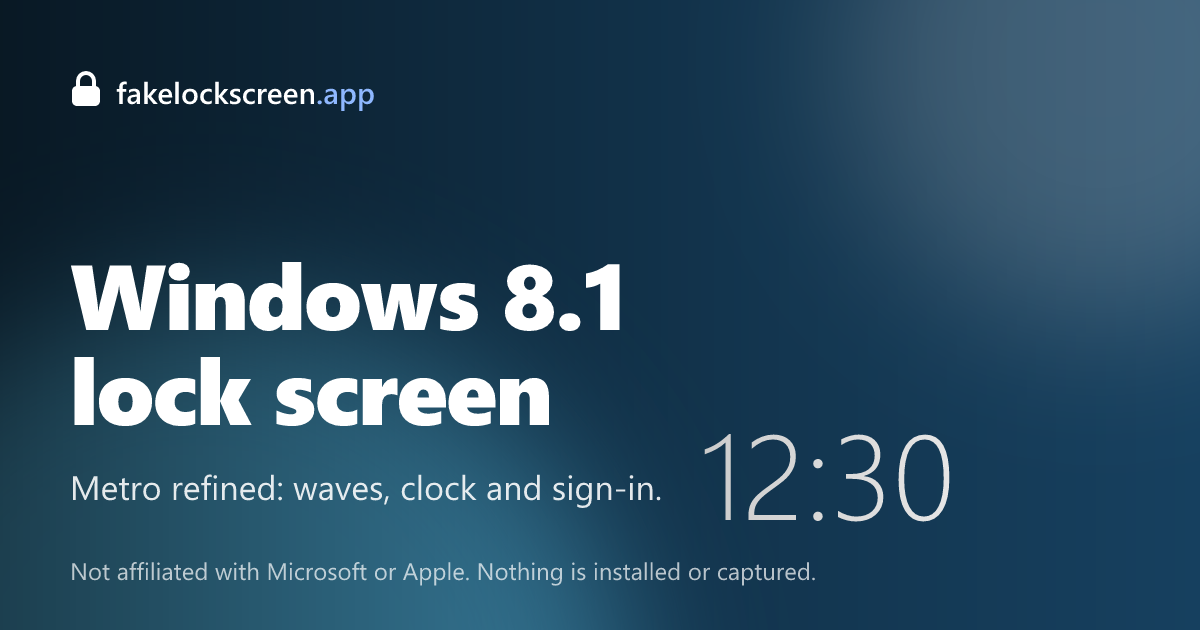 fakelockscreen.app
Windows 8.1
lock screen
Metro refined: waves, clock and sign-in.
12:30
Not affiliated with Microsoft or Apple. Nothing is installed or captured.